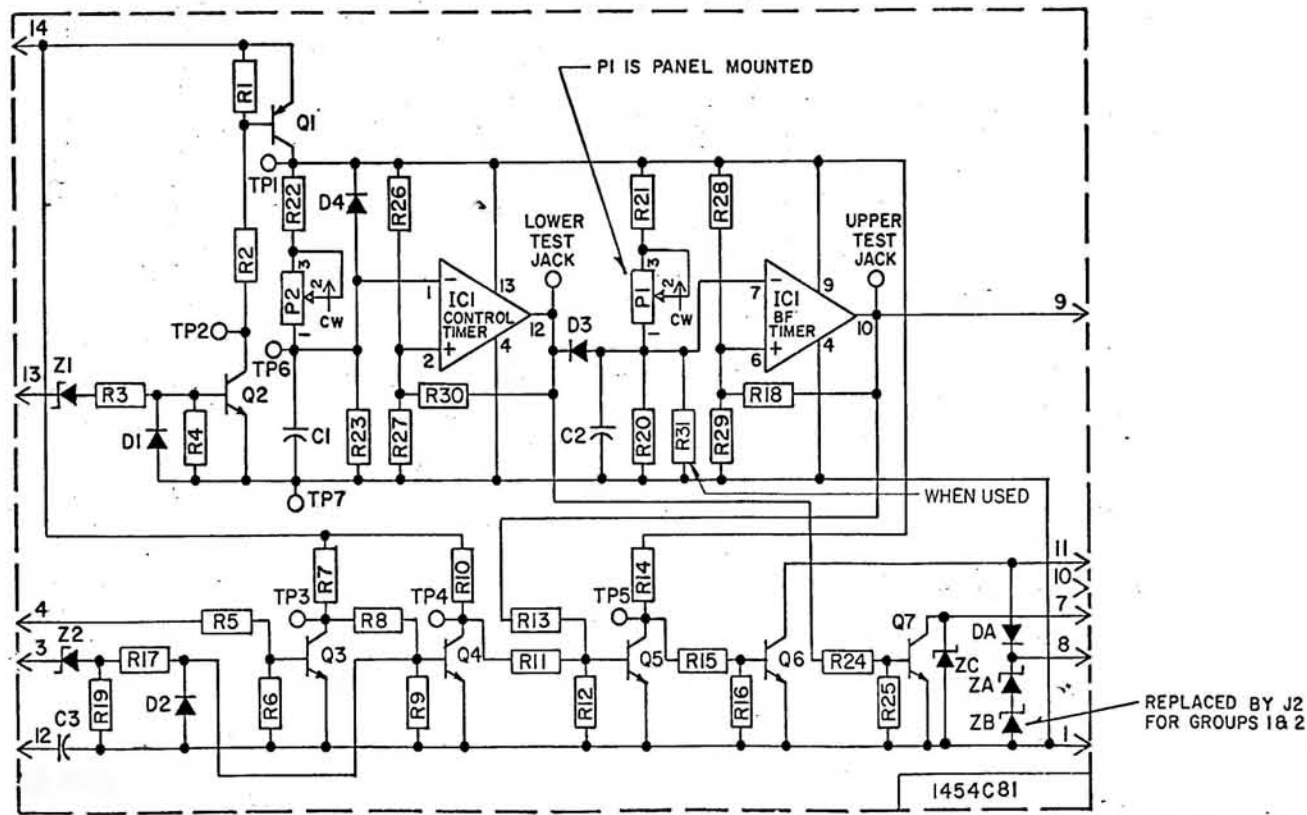 14
P1 IS PANEL MOUNTED
R1
Q1
TP1
R22
D4
R26
R21
R28
LOWER
TEST
JACK
UPPER
TEST
JACK
R2
3
P2
2
CW
1
1
IC1
CONTROL
TIMER
13
12
2
4
3
P1
2
CW
1
7
IC1
BF
TIMER
9
10
6
4
9
TP2
TP6
D3
13
Z1
R3
Q2
R30
R18
D1
R4
C1
R23
R27
C2
R20
R31
R29
TP7
WHEN USED
11
10
R7
R10
R14
4
TP3
R8
TP4
R13
TP5
Q7
7
R5
DA
3
Z2
R17
Q3
Q4
R11
Q5
R15
Q6
R24
ZC
8
ZA
R19
D2
R6
R9
R12
R16
R25
ZB
REPLACED BY J2
FOR GROUPS 1 & 2
12
C3
1
1454C81